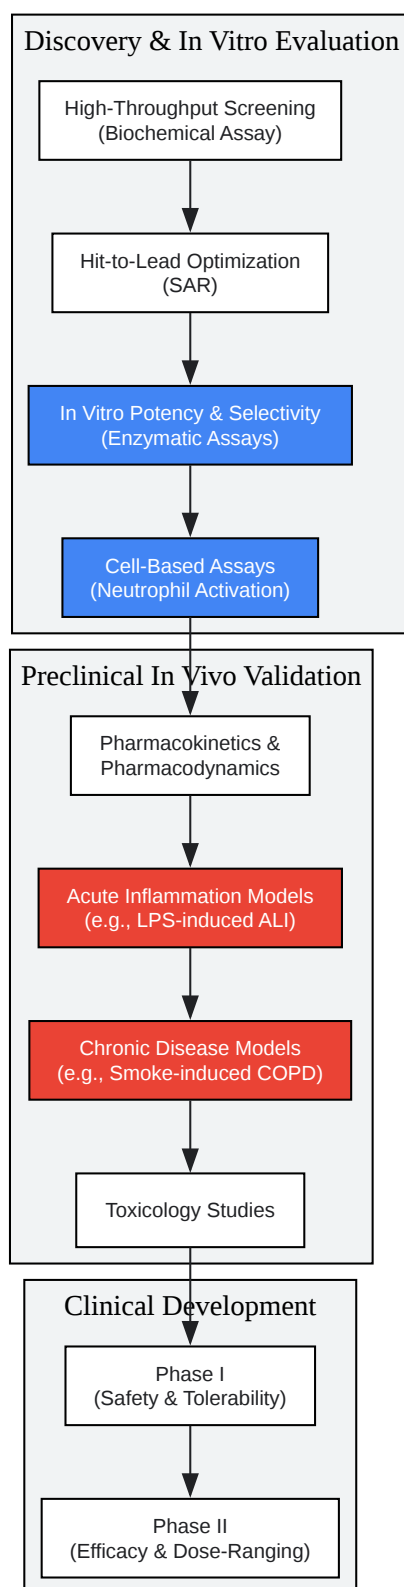 Discovery & In Vitro Evaluation
High-Throughput Screening
(Biochemical Assay)
Hit-to-Lead Optimization
(SAR)
In Vitro Potency & Selectivity
(Enzymatic Assays)
Cell-Based Assays
(Neutrophil Activation)
Preclinical In Vivo Validation
Pharmacokinetics &
Pharmacodynamics
Acute Inflammation Models
(e.g., LPS-induced ALI)
Chronic Disease Models
(e.g., Smoke-induced COPD)
Toxicology Studies
Clinical Development
Phase I
(Safety & Tolerability)
Phase II
(Efficacy & Dose-Ranging)